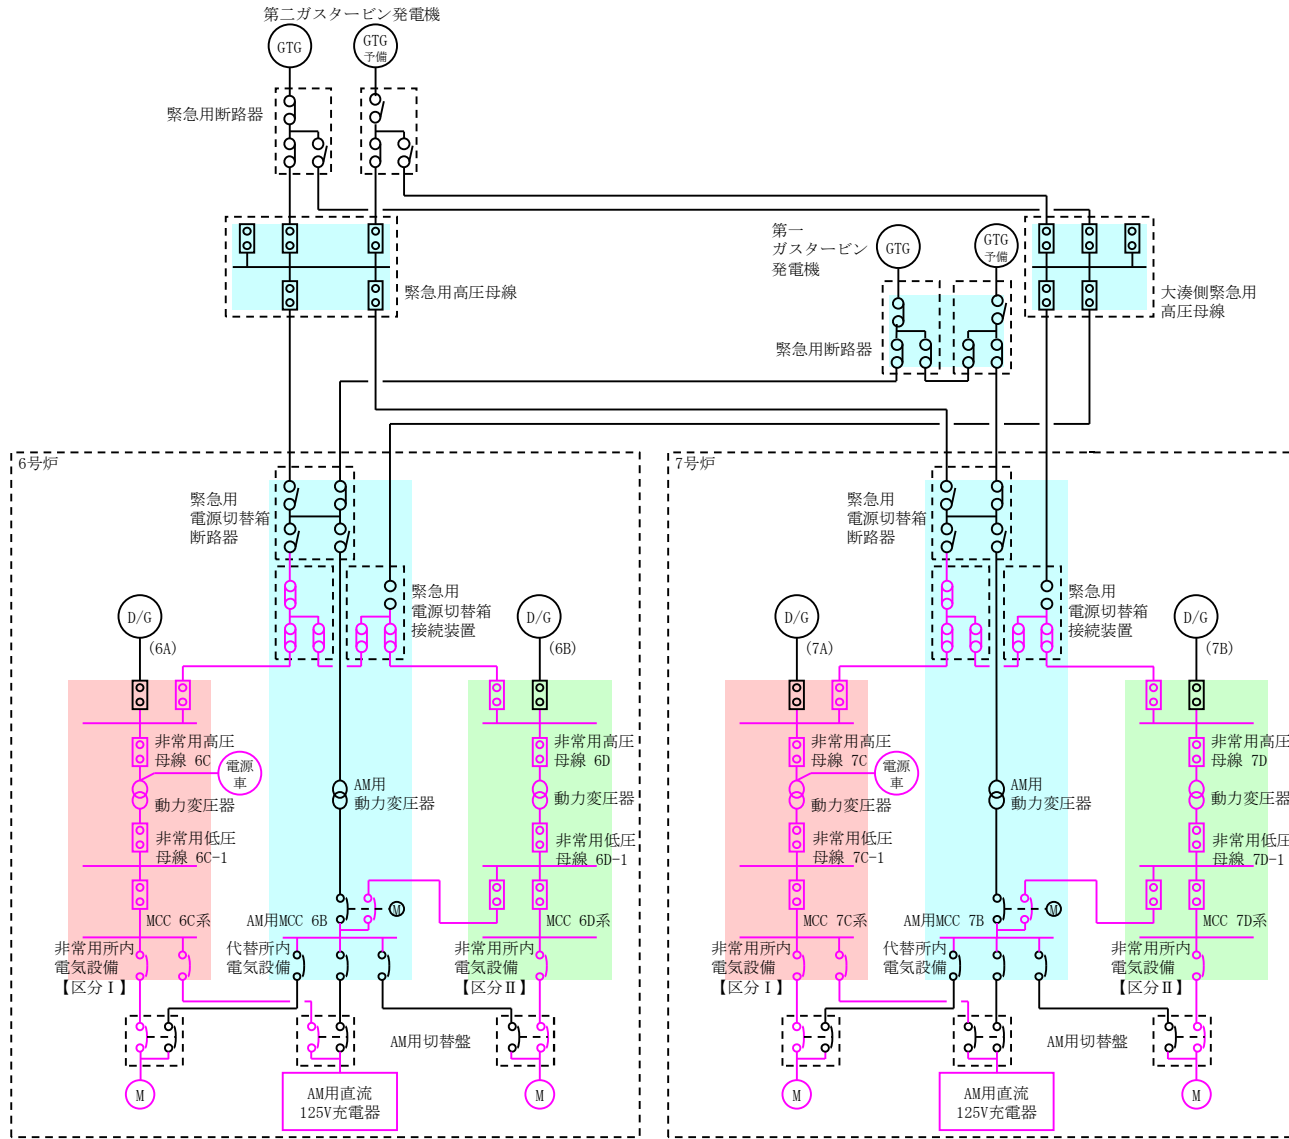 第二ガスタービン発電機
GTG
GTG
予備
緊急用断路器
第一
ガスタービン
発電機
GTG
GTG
予備
緊急用高圧母線
大湊側緊急用
高圧母線
緊急用断路器
6号炉
緊急用
電源切替箱
断路器
緊急用
電源切替箱
接続装置
D/G
(6A)
D/G
(6B)
非常用高圧
母線 6C
電源
車
動力変圧器
非常用低圧
母線 6C-1
MCC 6C系
非常用所内
電気設備
【区分Ⅰ】
AM用
動力変圧器
AM用MCC 6B
M
代替所内
電気設備
非常用高圧
母線 6D
動力変圧器
非常用低圧
母線 6D-1
MCC 6D系
非常用所内
電気設備
【区分Ⅱ】
AM用切替盤
M
AM用直流
125V充電器
M
7号炉
緊急用
電源切替箱
断路器
緊急用
電源切替箱
接続装置
D/G
(7A)
D/G
(7B)
非常用高圧
母線 7C
電源
車
動力変圧器
非常用低圧
母線 7C-1
MCC 7C系
非常用所内
電気設備
【区分Ⅰ】
AM用
動力変圧器
AM用MCC 7B
M
代替所内
電気設備
非常用高圧
母線 7D
動力変圧器
非常用低圧
母線 7D-1
MCC 7D系
非常用所内
電気設備
【区分Ⅱ】
AM用切替盤
M
AM用直流
125V充電器
M